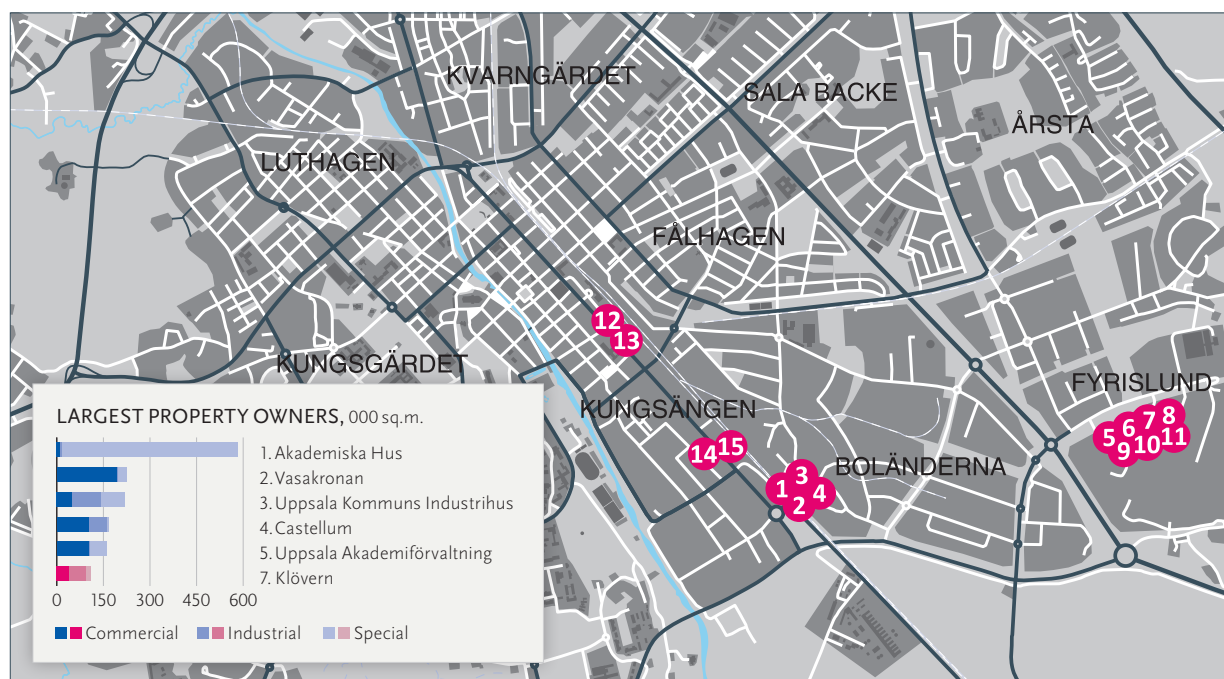 KVARNGÄRDET
SALA BACKE
ÅRSTA
LUTHAGEN
FÅLHAGEN
12
13
KUNGSGÄRDET
FYRISLUND
KUNGSÄNGEN
5 6 7 8
9 10 11
14 15
BOLÄNDERNA
1 3 4
2
LARGEST PROPERTY OWNERS, 000 sq.m.
1. Akademiska Hus
2. Vasakronan
3. Uppsala Kommuns Industrihus
4. Castellum
5. Uppsala Akademiförvaltning
7. Klövern
0 150 300 450 600
Commercial Industrial Special